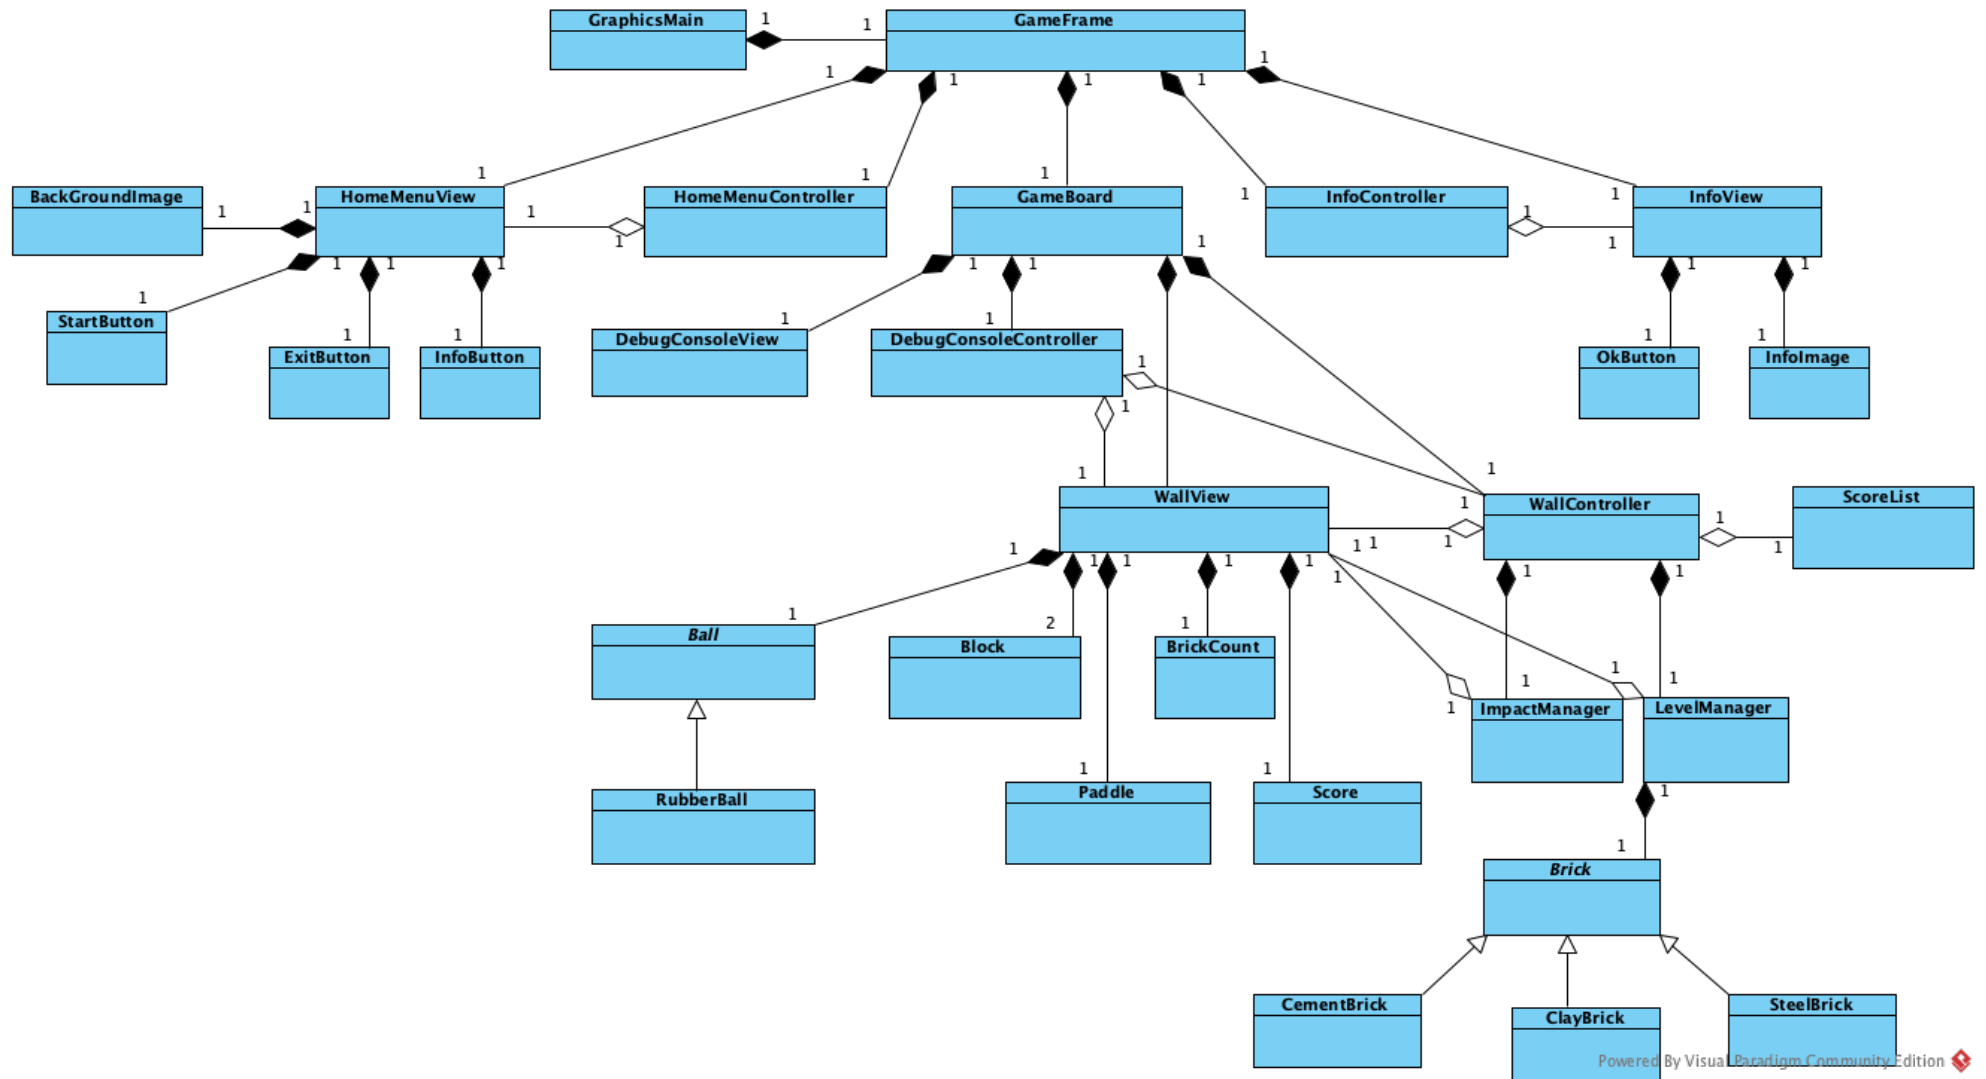 GraphicsMain
1
1
GameFrame
1
1
1
1
1
1
1
1
1
1
BackGroundImage
1
1
HomeMenuView
1
1
HomeMenuController
GameBoard
InfoController
1
1
InfoView
1
1
1
1
1
1
1
1
1
StartButton
1
ExitButton
1
InfoButton
1
DebugConsoleView
1
DebugConsoleController
1
OkButton
1
InfoImage
1
1
1
1
WallView
1
1
1
1
WallController
1
1
ScoreList
1
1
1
1
1
1
1
1
1
1
Ball
2
Block
1
BrickCount
1
1
ImpactManager
1
1
LevelManager
RubberBall
1
Paddle
1
Score
1
1
Brick
CementBrick
ClayBrick
SteelBrick
Powered By Visual Paradigm Community Edition